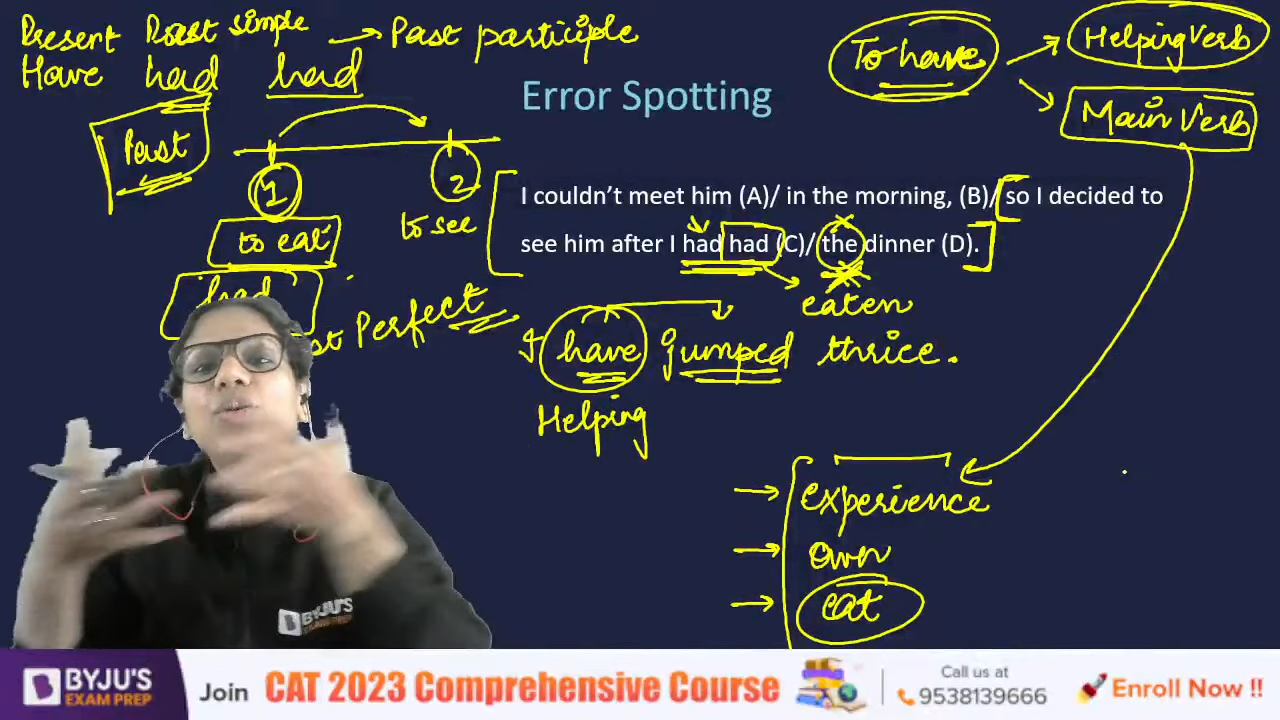 Present Past simple → Past participle
Have had had
To have
Helping Verb
Main Verb
Error Spotting
Past
1
2
to eat
to see
had
Perfect
I couldn't meet him (A)/ in the morning, (B)/ so I decided to
see him after I had had (C)/ the dinner (D).
eaten
I have jumped thrice.
Helping
experience
own
eat
BYJU'S
EXAM PREP
BYJU'S
EXAM PREP
Join CAT 2023 Comprehensive Course
Call us at
9538139666
Enroll Now !!